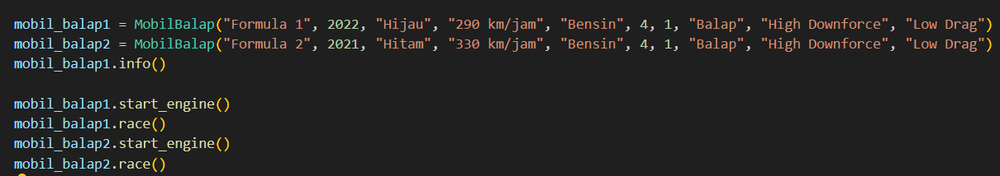 mobil_balap1 = MobilBalap("Formula 1", 2022, "Hijau", "290 km/jam", "Bensin", 4, 1, "Balap", "High Downforce", "Low Drag")
mobil_balap2 = MobilBalap("Formula 2", 2021, "Hitam", "330 km/jam", "Bensin", 4, 1, "Balap", "High Downforce", "Low Drag")
mobil_balap1.info()
mobil_balap1.start_engine()
mobil_balap1.race()
mobil_balap2.start_engine()
mobil_balap2.race()